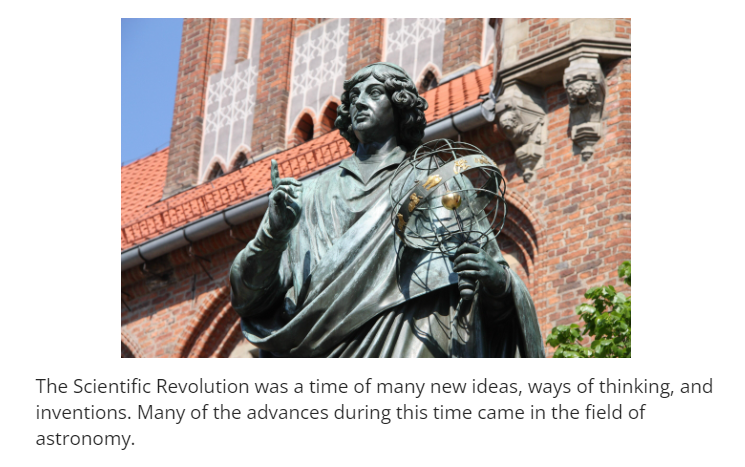 The Scientific Revolution was a time of many new ideas, ways of thinking, and
inventions. Many of the advances during this time came in the field of
astronomy.